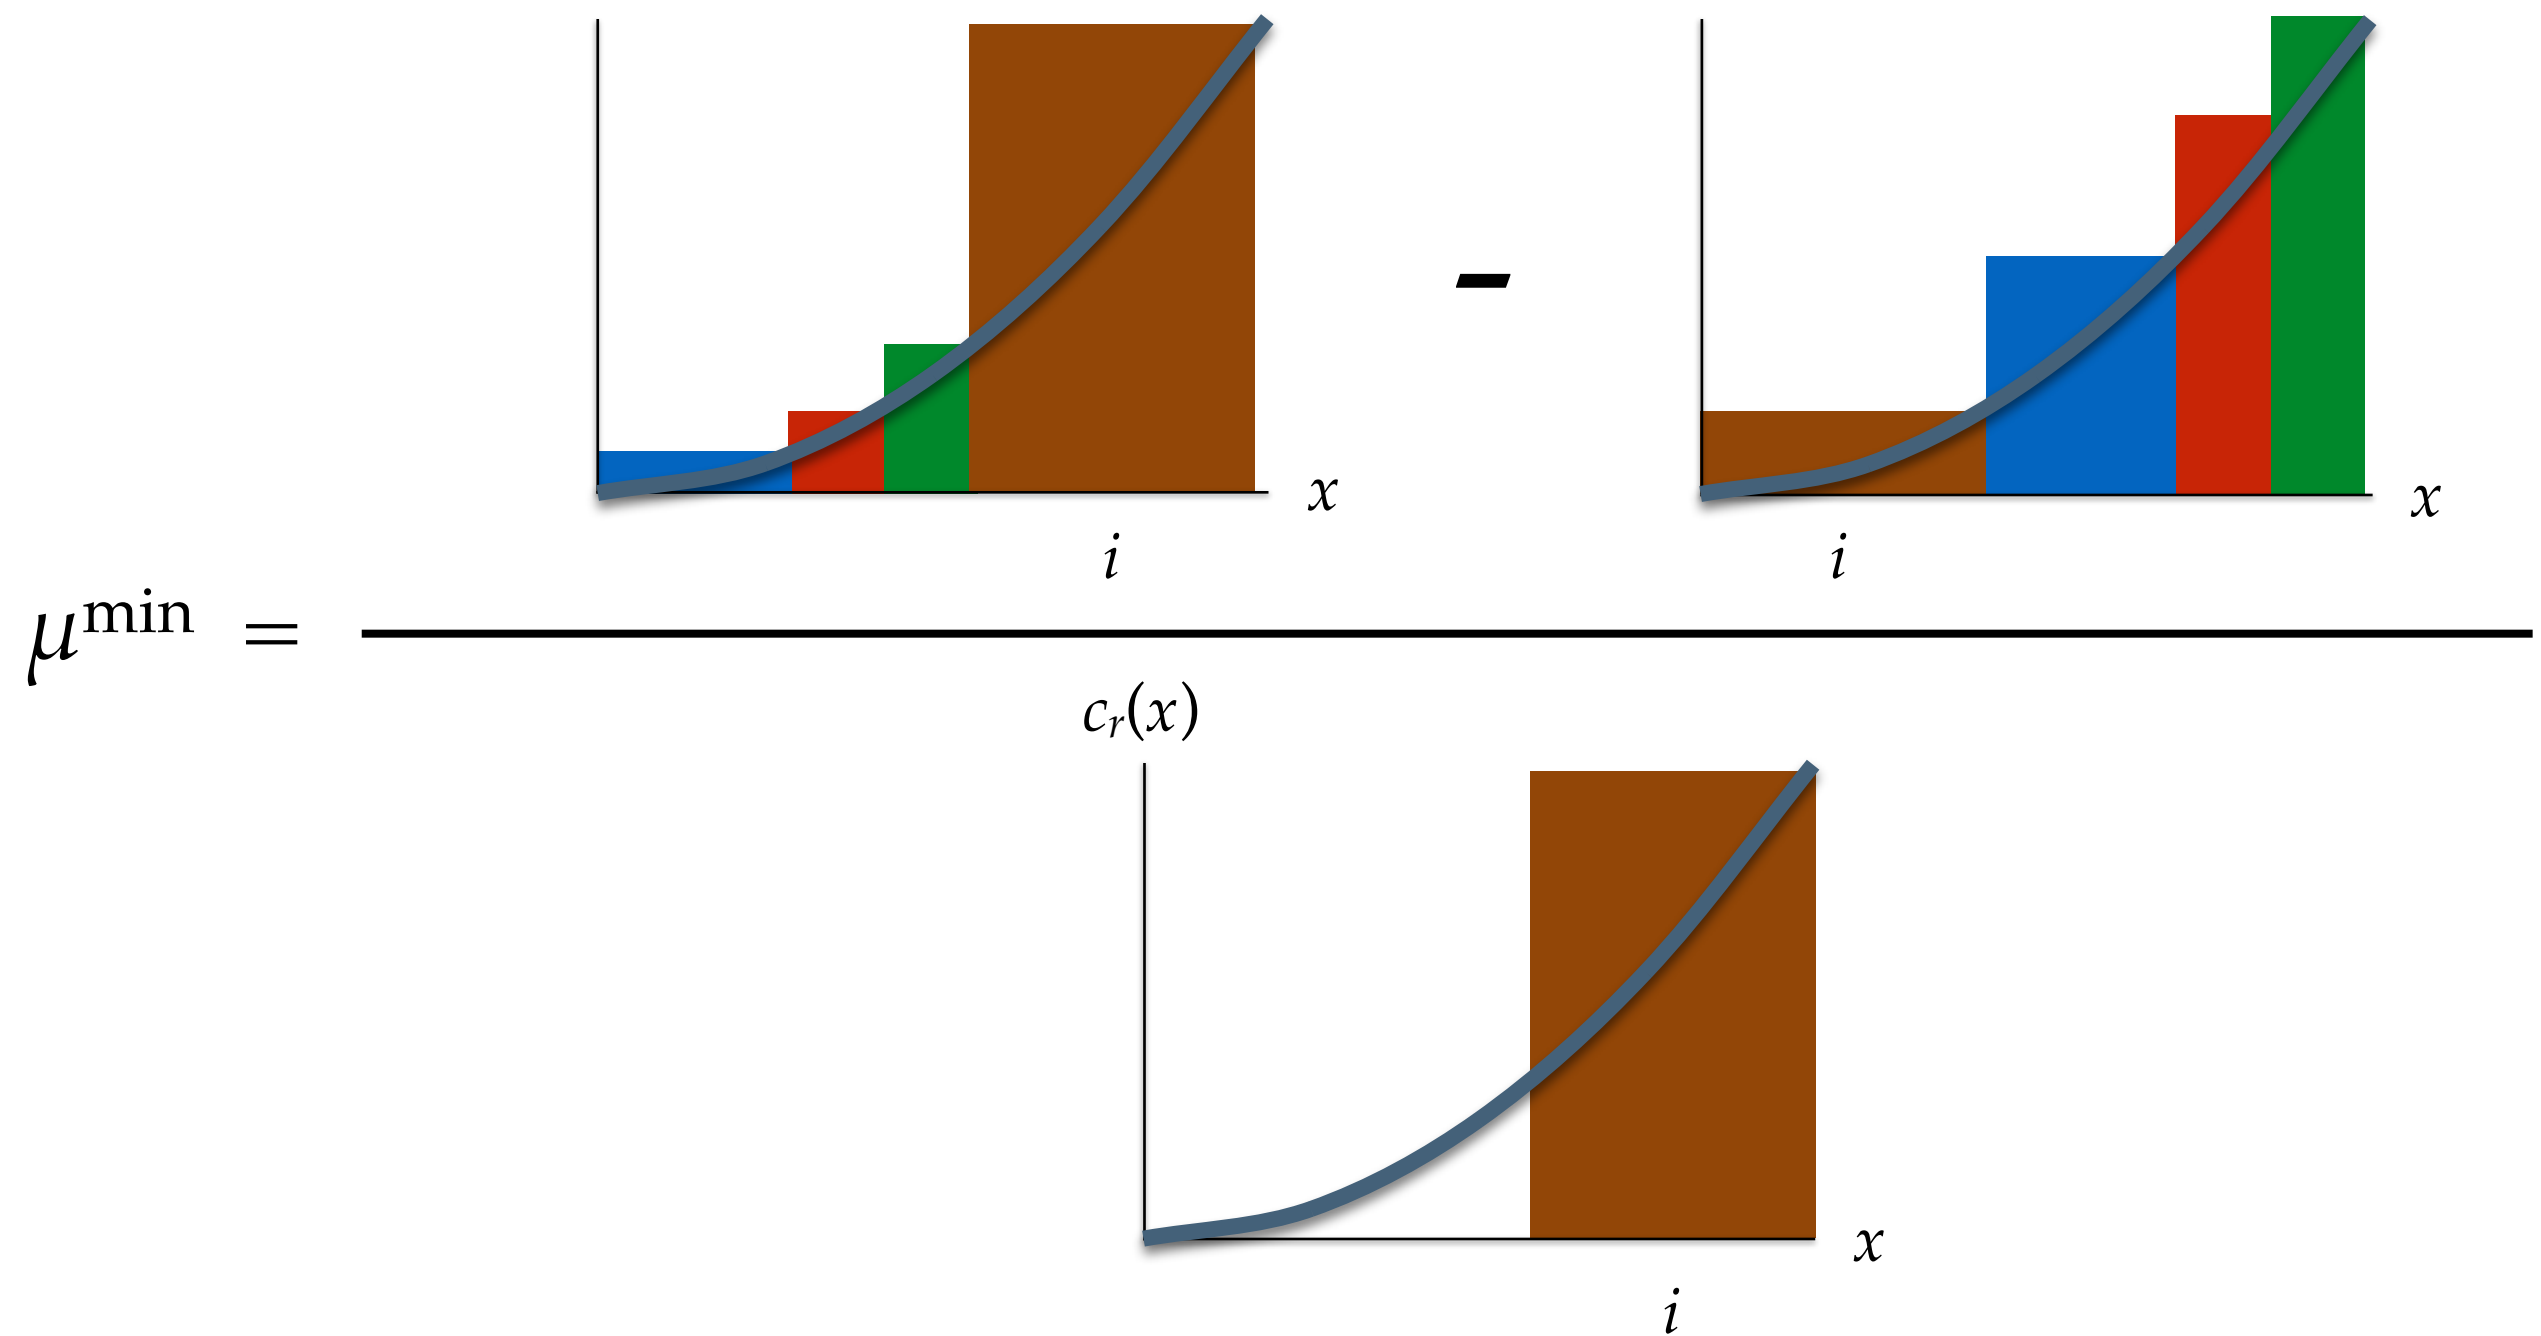 -
x x
i i
μ^min =
c_r(x)
x
i